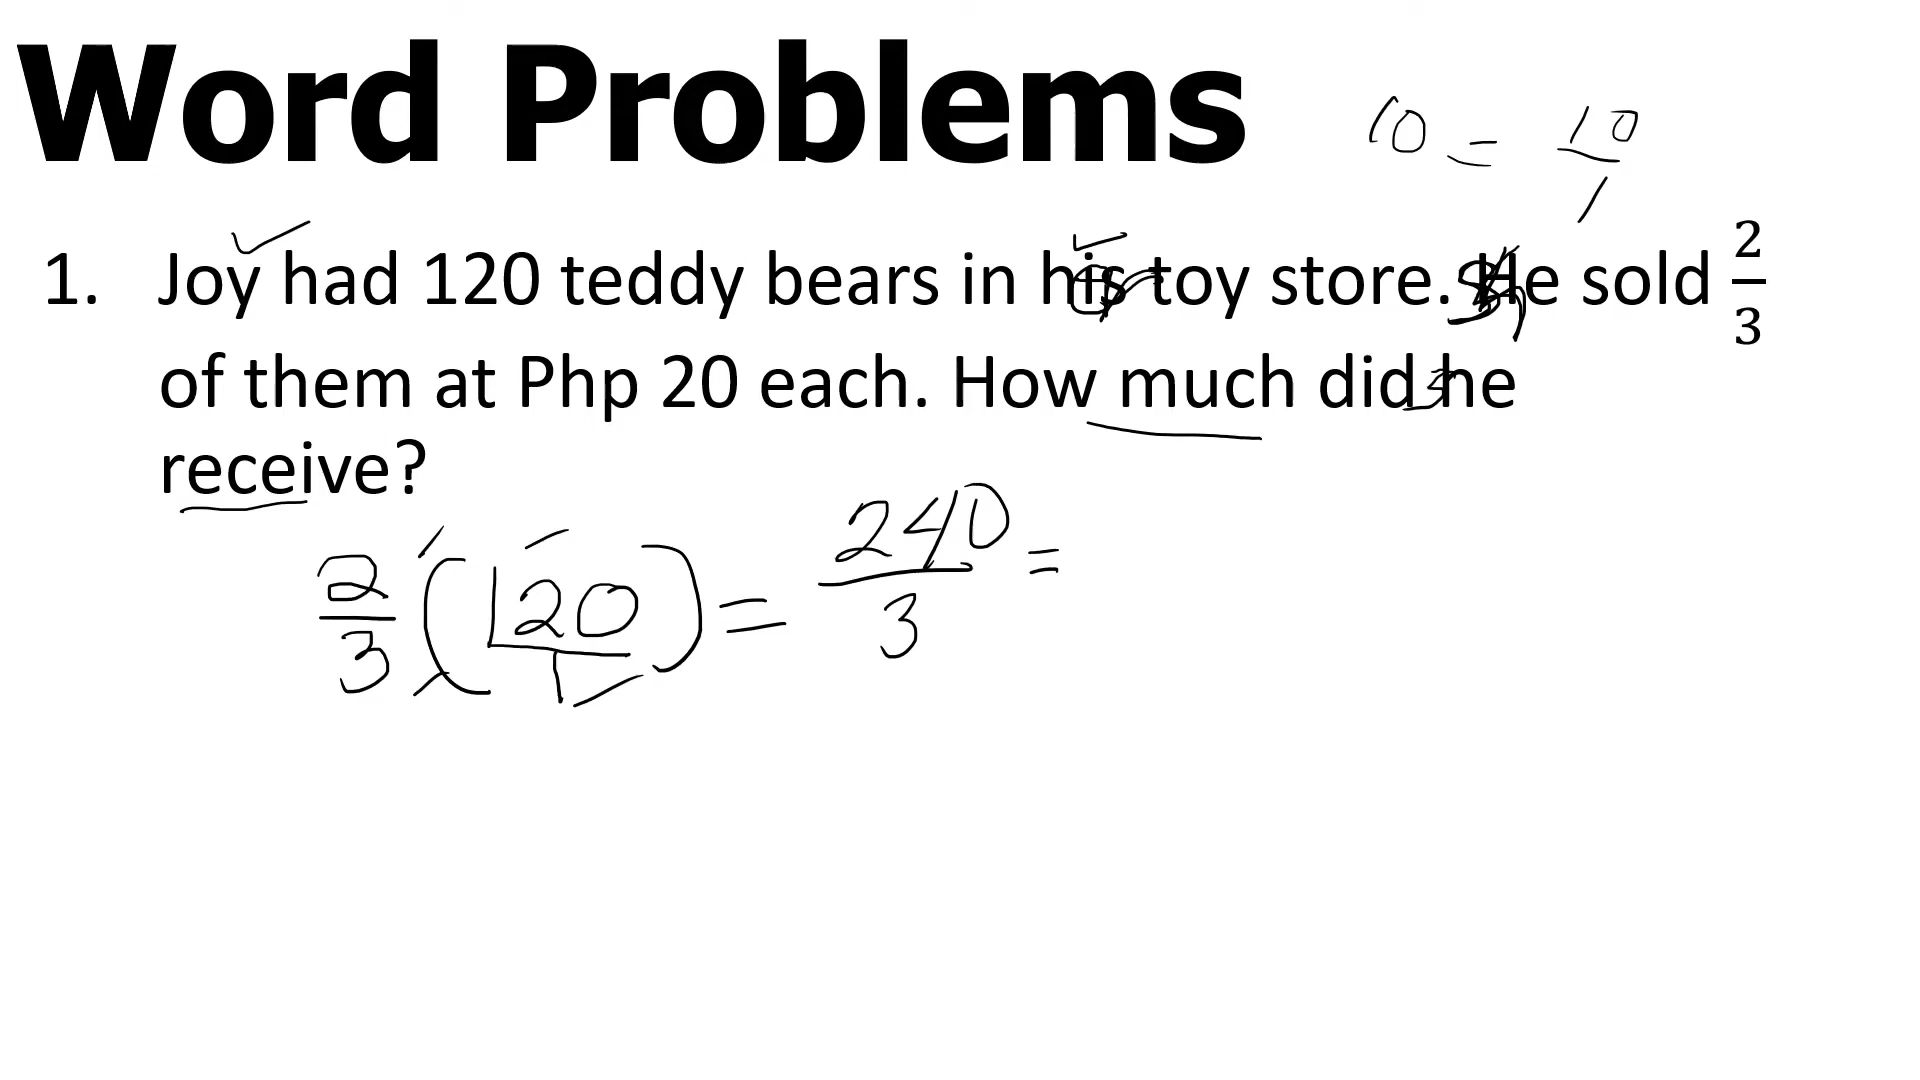 Word Problems
10 = 10/1
1. Joy had 120 teddy bears in his toy store. He sold 2/3
of them at Php 20 each. How much did he
receive?
2/3 (120/1) = 240/3 =